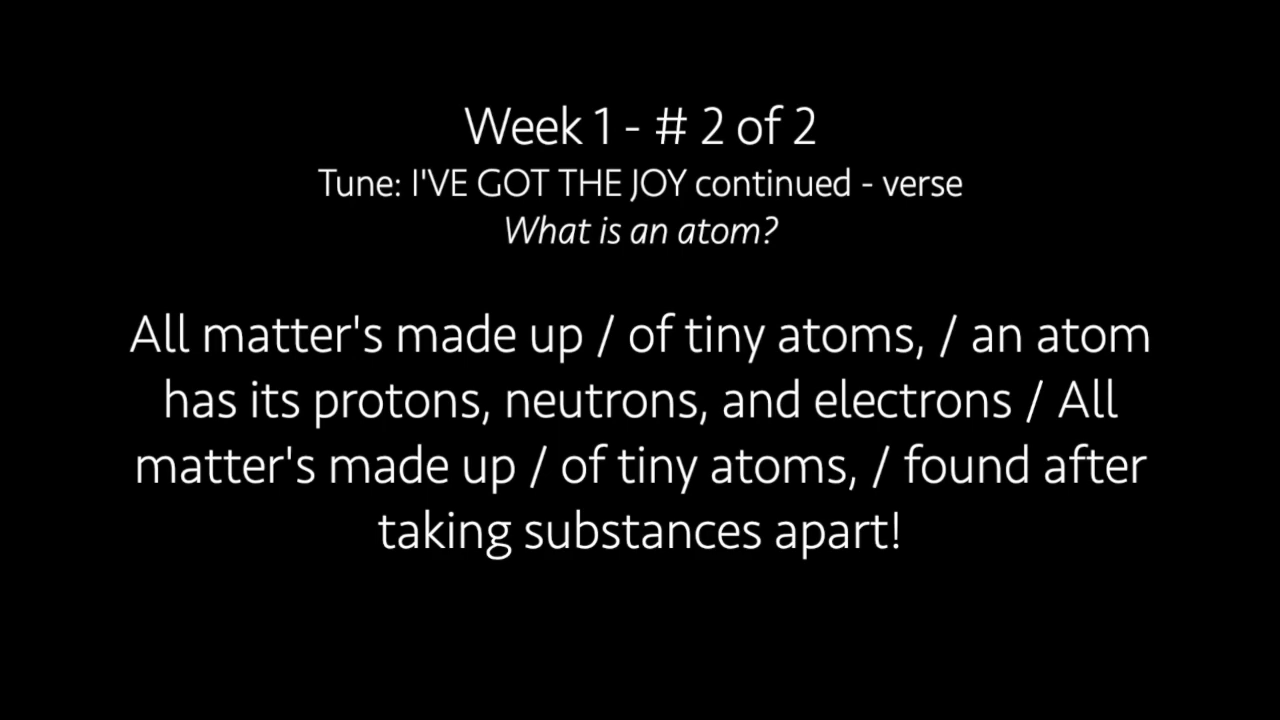 Week 1 - # 2 of 2
Tune: I'VE GOT THE JOY continued - verse
What is an atom?
All matter's made up / of tiny atoms, / an atom
has its protons, neutrons, and electrons / All
matter's made up / of tiny atoms, / found after
taking substances apart!